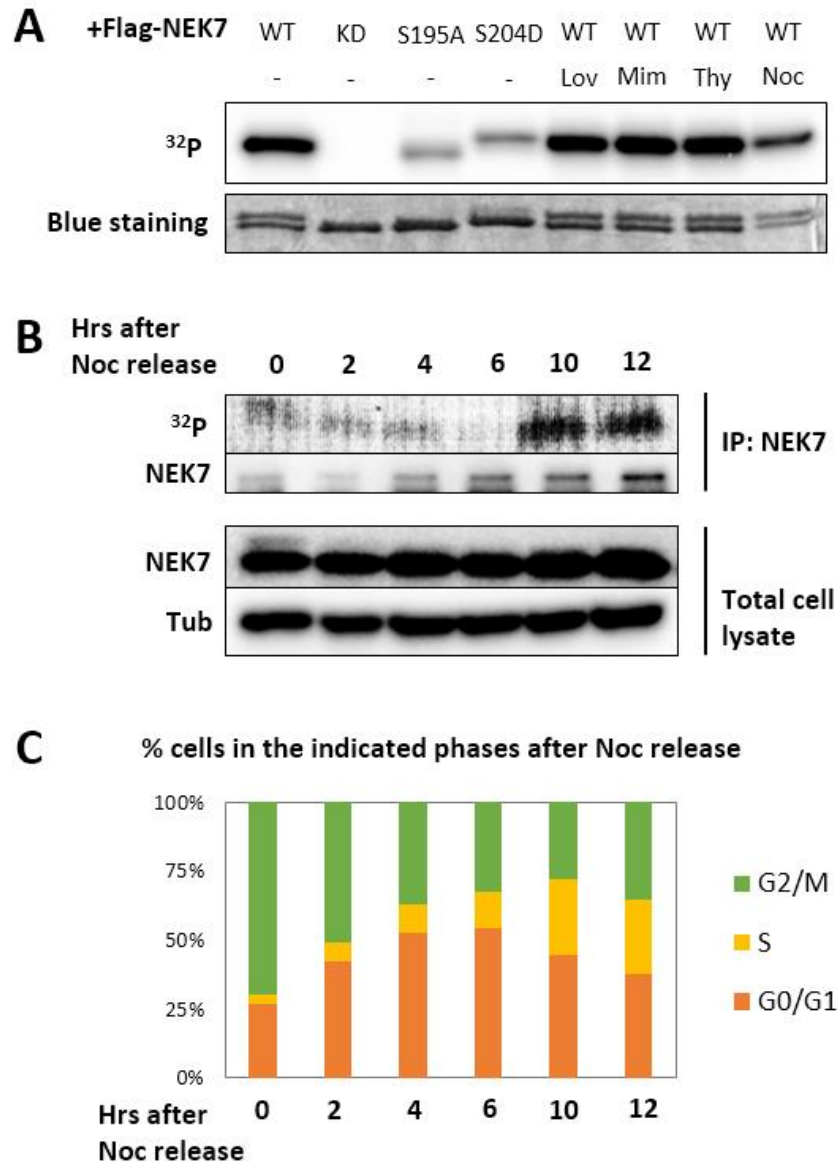 A
+Flag-NEK7 WT KD S195A S204D WT WT WT WT
- - - - Lov Mim Thy Noc
32P
Blue staining
B
Hrs after
Noc release 0 2 4 6 10 12
32P
NEK7
IP: NEK7
NEK7
Tub
Total cell
lysate
C
% cells in the indicated phases after Noc release
100%
75%
50%
25%
0%
G2/M
S
G0/G1
Hrs after
Noc release 0 2 4 6 10 12